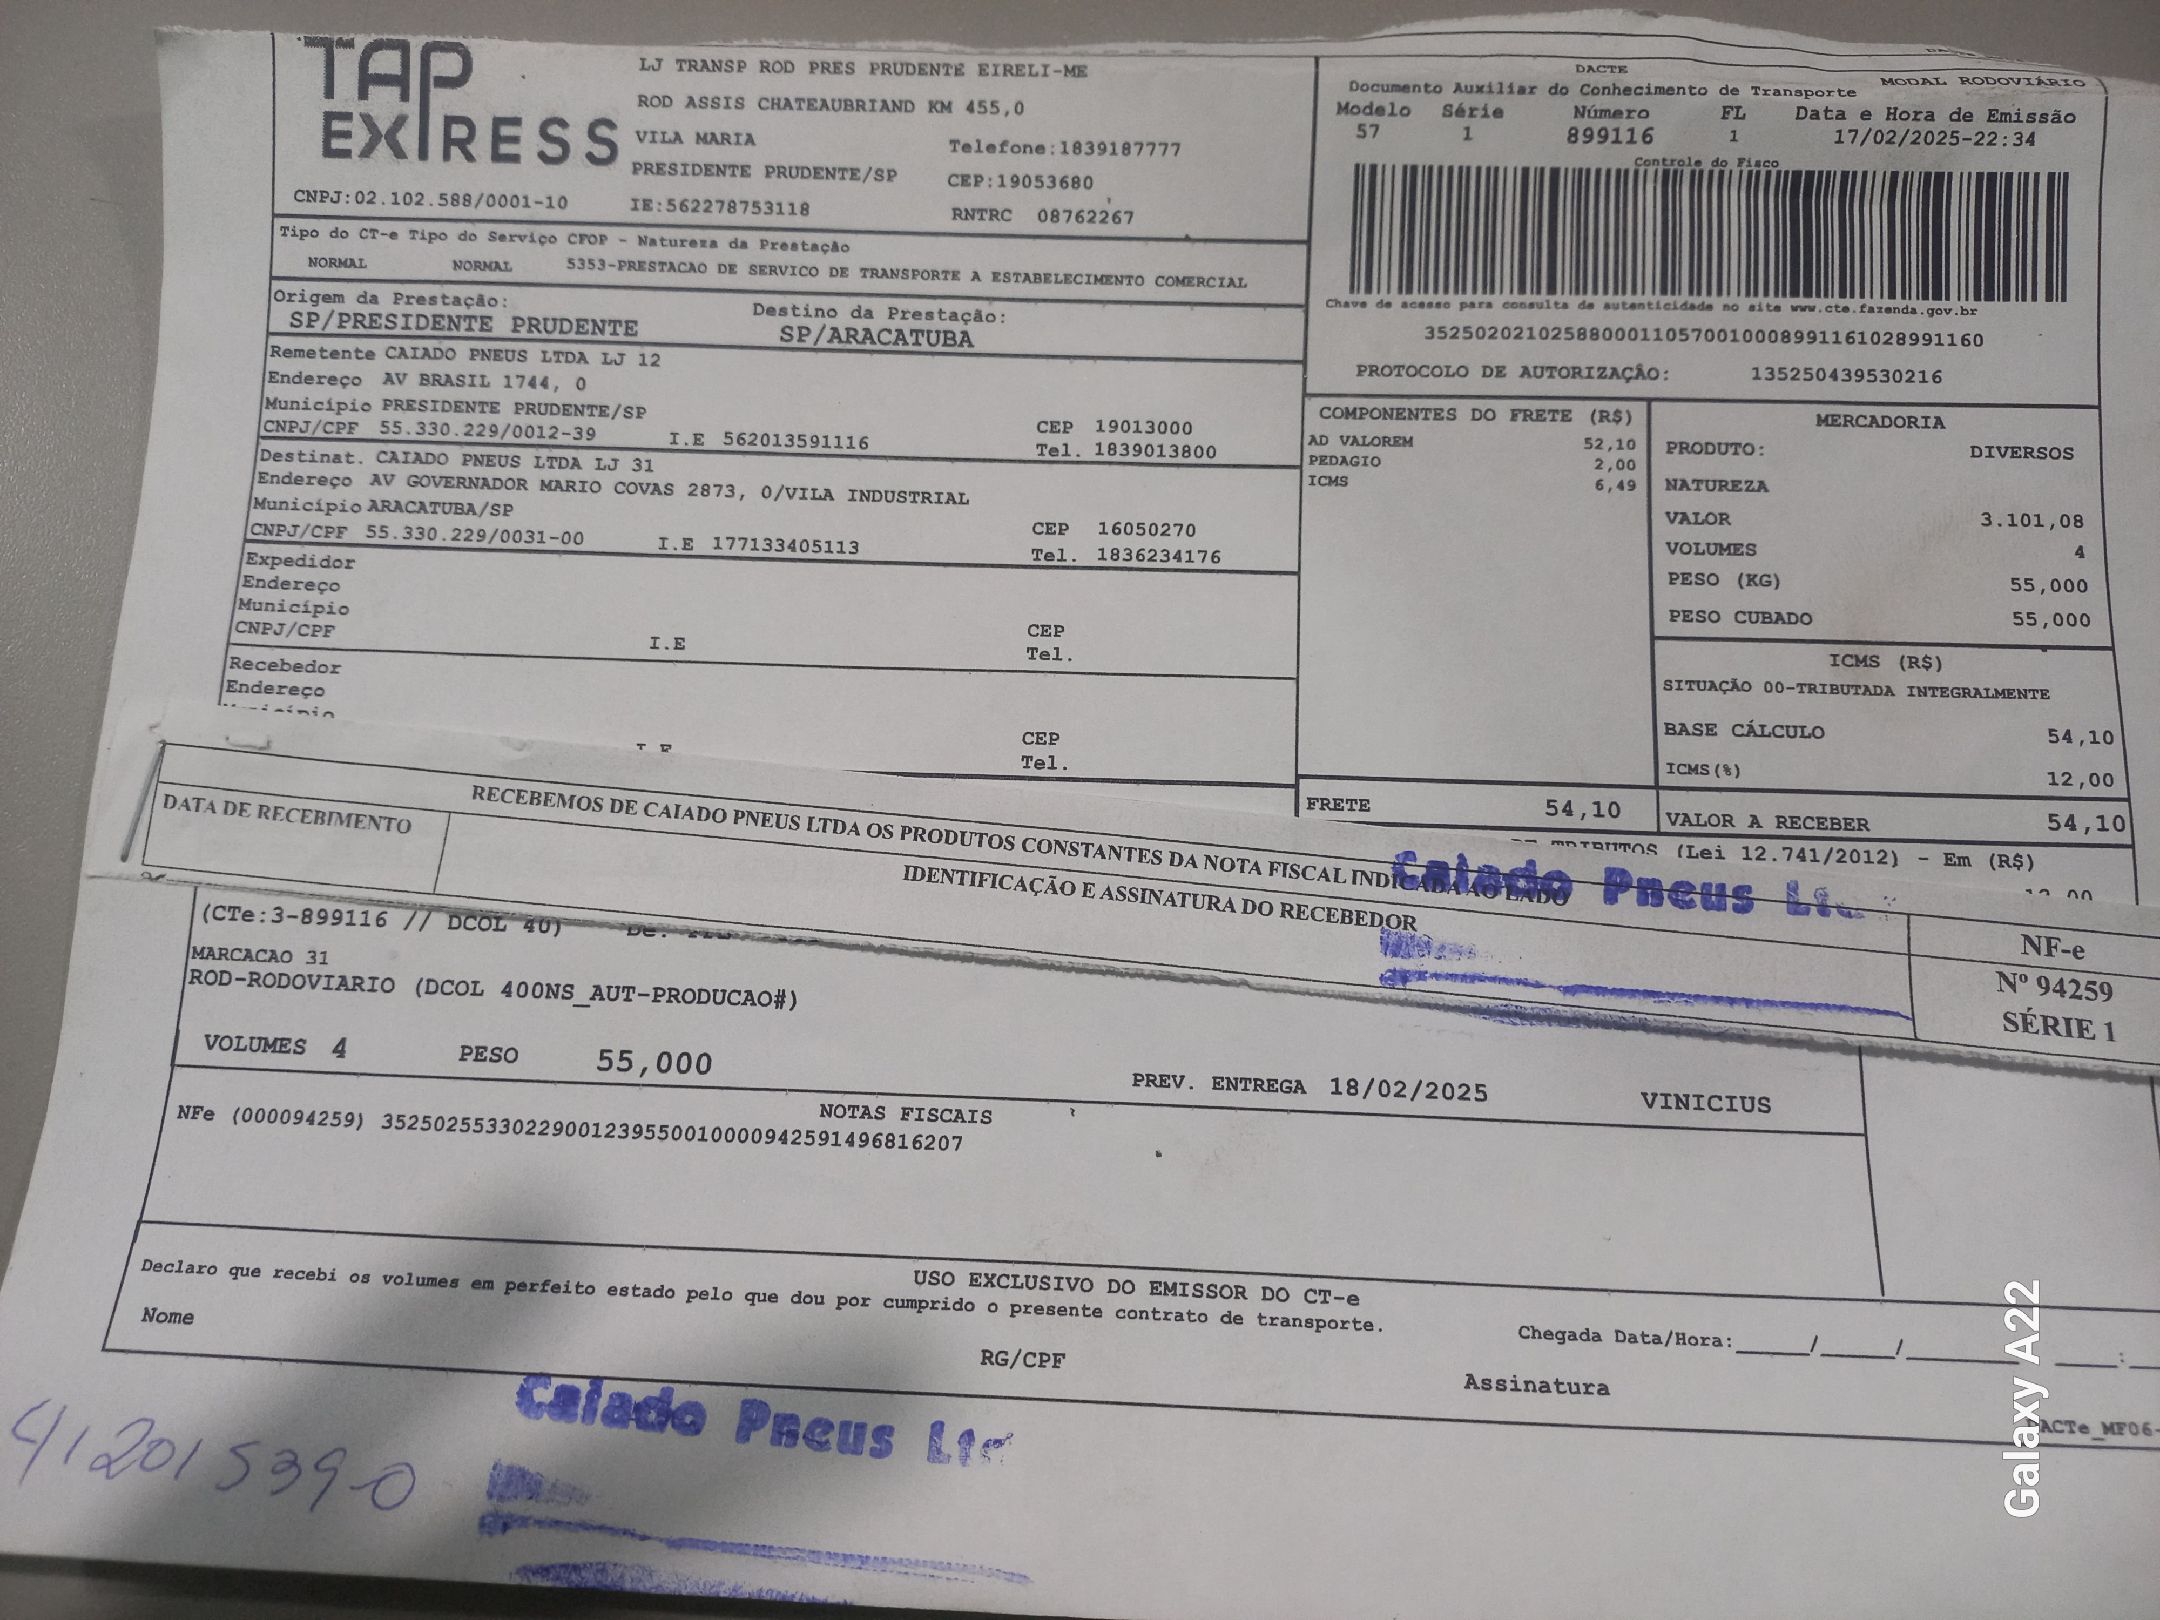 TAP
EXPRESS
CNPJ:02.102.588/0001-10
LJ TRANSP ROD PRES PRUDENTE EIRELI-ME
ROD ASSIS CHATEAUBRIAND KM 455,0
VILA MARIA Telefone:1839187777
PRESIDENTE PRUDENTE/SP CEP:19053680
IE:562278753118 RNTRC 08762267
DACTE MODAL RODOVIÁRIO
Documento Auxiliar do Conhecimento de Transporte
Modelo Série Número FL Data e Hora de Emissão
57 1 899116 1 17/02/2025-22:34
Controle do Fisco
Chave de acesso para consulta de autenticidade no site www.cte.fazenda.gov.br
35250202102588000110570010008991161028991160
PROTOCOLO DE AUTORIZAÇÃO: 135250439530216
Tipo do CT-e Tipo do Serviço CFOP - Natureza da Prestação
NORMAL NORMAL 5353-PRESTACAO DE SERVICO DE TRANSPORTE A ESTABELECIMENTO COMERCIAL
Origem da Prestação: Destino da Prestação:
SP/PRESIDENTE PRUDENTE SP/ARACATUBA
Remetente CAIADO PNEUS LTDA LJ 12
Endereço AV BRASIL 1744, 0
Município PRESIDENTE PRUDENTE/SP CEP 19013000
CNPJ/CPF 55.330.229/0012-39 I.E 562013591116 Tel. 1839013800
Destinat. CAIADO PNEUS LTDA LJ 31
Endereço AV GOVERNADOR MARIO COVAS 2873, 0/VILA INDUSTRIAL
Município ARACATUBA/SP CEP 16050270
CNPJ/CPF 55.330.229/0031-00 I.E 177133405113 Tel. 1836234176
Expedidor
Endereço
Município CEP
CNPJ/CPF I.E Tel.
Recebedor
Endereço
Município CEP
I.E Tel.
COMPONENTES DO FRETE (R$)
AD VALOREM 52,10
PEDAGIO 2,00
ICMS 6,49
FRETE 54,10
MERCADORIA
PRODUTO: DIVERSOS
NATUREZA
VALOR 3.101,08
VOLUMES 4
PESO (KG) 55,000
PESO CUBADO 55,000
ICMS (R$)
SITUAÇÃO 00-TRIBUTADA INTEGRALMENTE
BASE CÁLCULO 54,10
ICMS(%) 12,00
VALOR A RECEBER 54,10
TRIBUTOS (Lei 12.741/2012) - Em (R$)
RECEBEMOS DE CAIADO PNEUS LTDA OS PRODUTOS CONSTANTES DA NOTA FISCAL INDICADA AO LADO
DATA DE RECEBIMENTO IDENTIFICAÇÃO E ASSINATURA DO RECEBEDOR
Caiado Pneus
NF-e
Nº 94259
SÉRIE 1
(CTe:3-899116 // DCOL 40)
MARCACAO 31
ROD-RODOVIARIO (DCOL 400NS_AUT-PRODUCAO#)
VOLUMES 4 PESO 55,000 PREV. ENTREGA 18/02/2025 VINICIUS
NOTAS FISCAIS
NFe (000094259) 35250255330229001239550010000942591496816207
USO EXCLUSIVO DO EMISSOR DO CT-e
Declaro que recebi os volumes em perfeito estado pelo que dou por cumprido o presente contrato de transporte.
Nome RG/CPF Assinatura Chegada Data/Hora:_____/_____/_______ ____:
DACTe_MF06-
Caiado Pneus
412015390
Galaxy A22